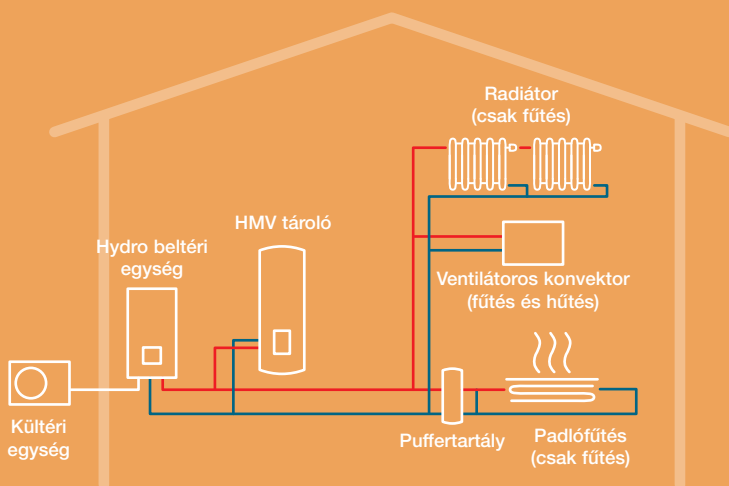 Radiátor
(csak fűtés)
HMV tároló
Hydro beltéri
egység
Ventilátoros konvektor
(fűtés és hűtés)
Kültéri
egység
Puffertartály
Padlófűtés
(csak fűtés)